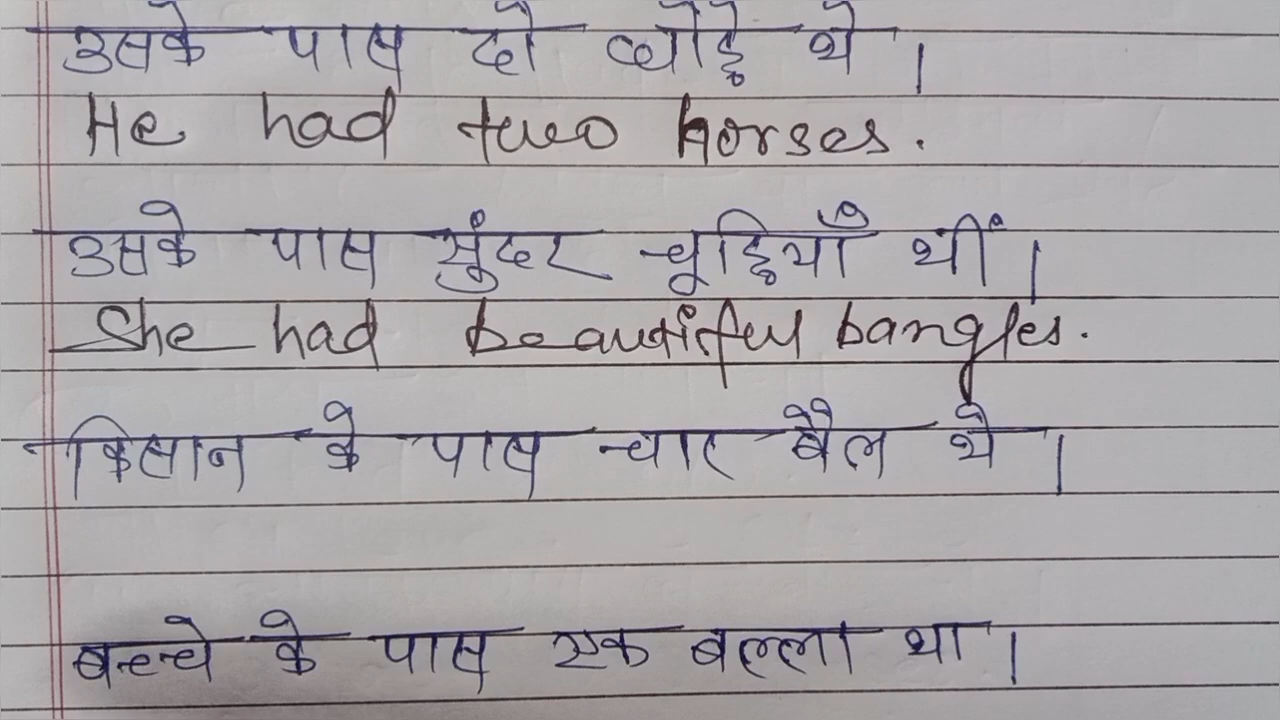 उसके पास दो घोड़े थे।
He had two horses.
उसके पास सुंदर चूड़ियाँ थीं।
She had beautiful bangles.
किसान के पास चार बैल थे।
बच्चे के पास एक बल्ला था।